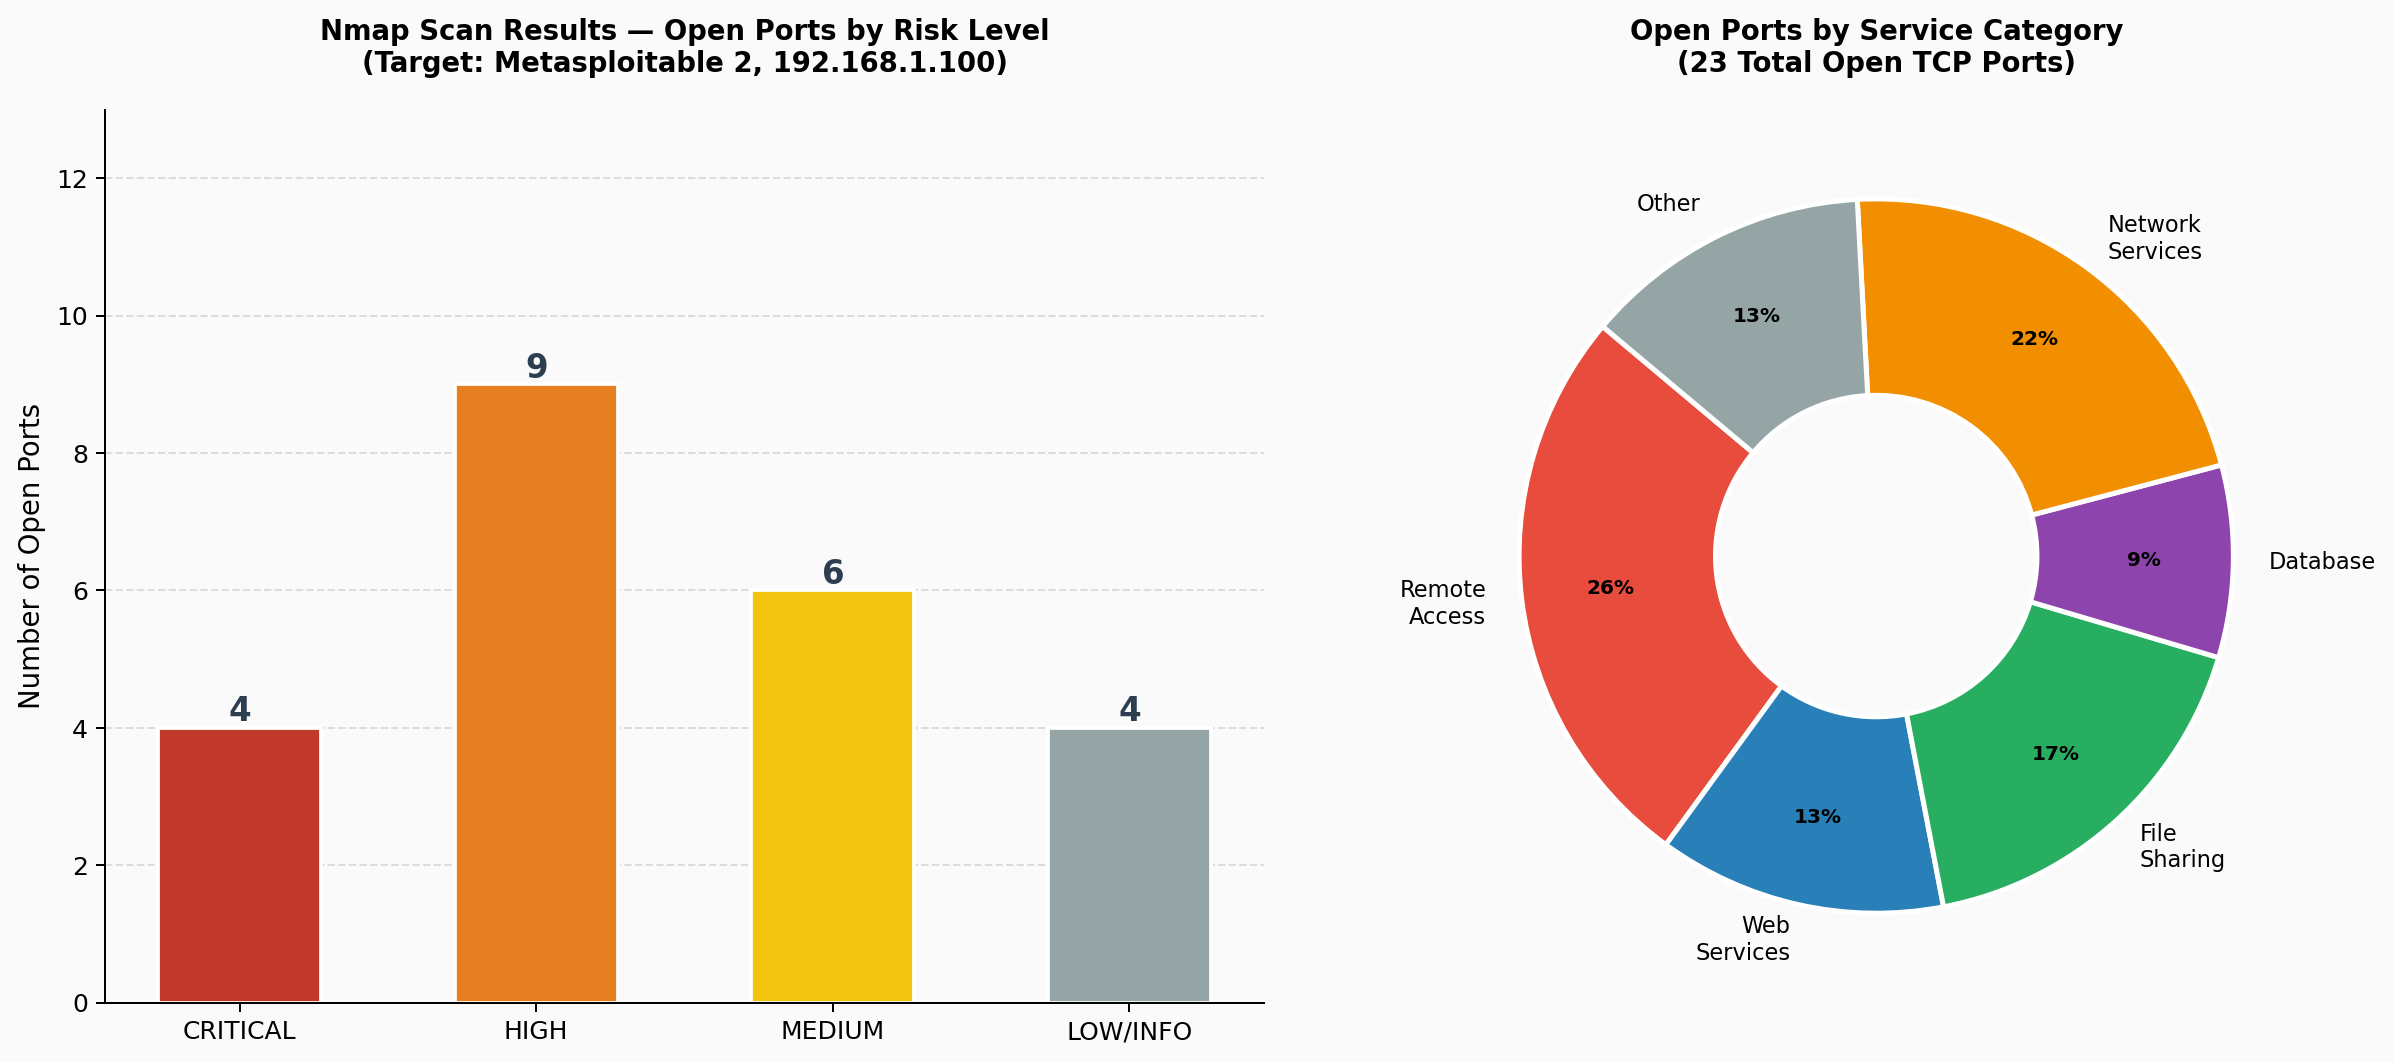 Nmap Scan Results — Open Ports by Risk Level
(Target: Metasploitable 2, 192.168.1.100)
Number of Open Ports
12
10
8
6
4
2
0
4
9
6
4
CRITICAL
HIGH
MEDIUM
LOW/INFO
Open Ports by Service Category
(23 Total Open TCP Ports)
Other
13%
Network
Services
22%
Remote
Access
26%
Database
9%
File
Sharing
17%
Web
Services
13%